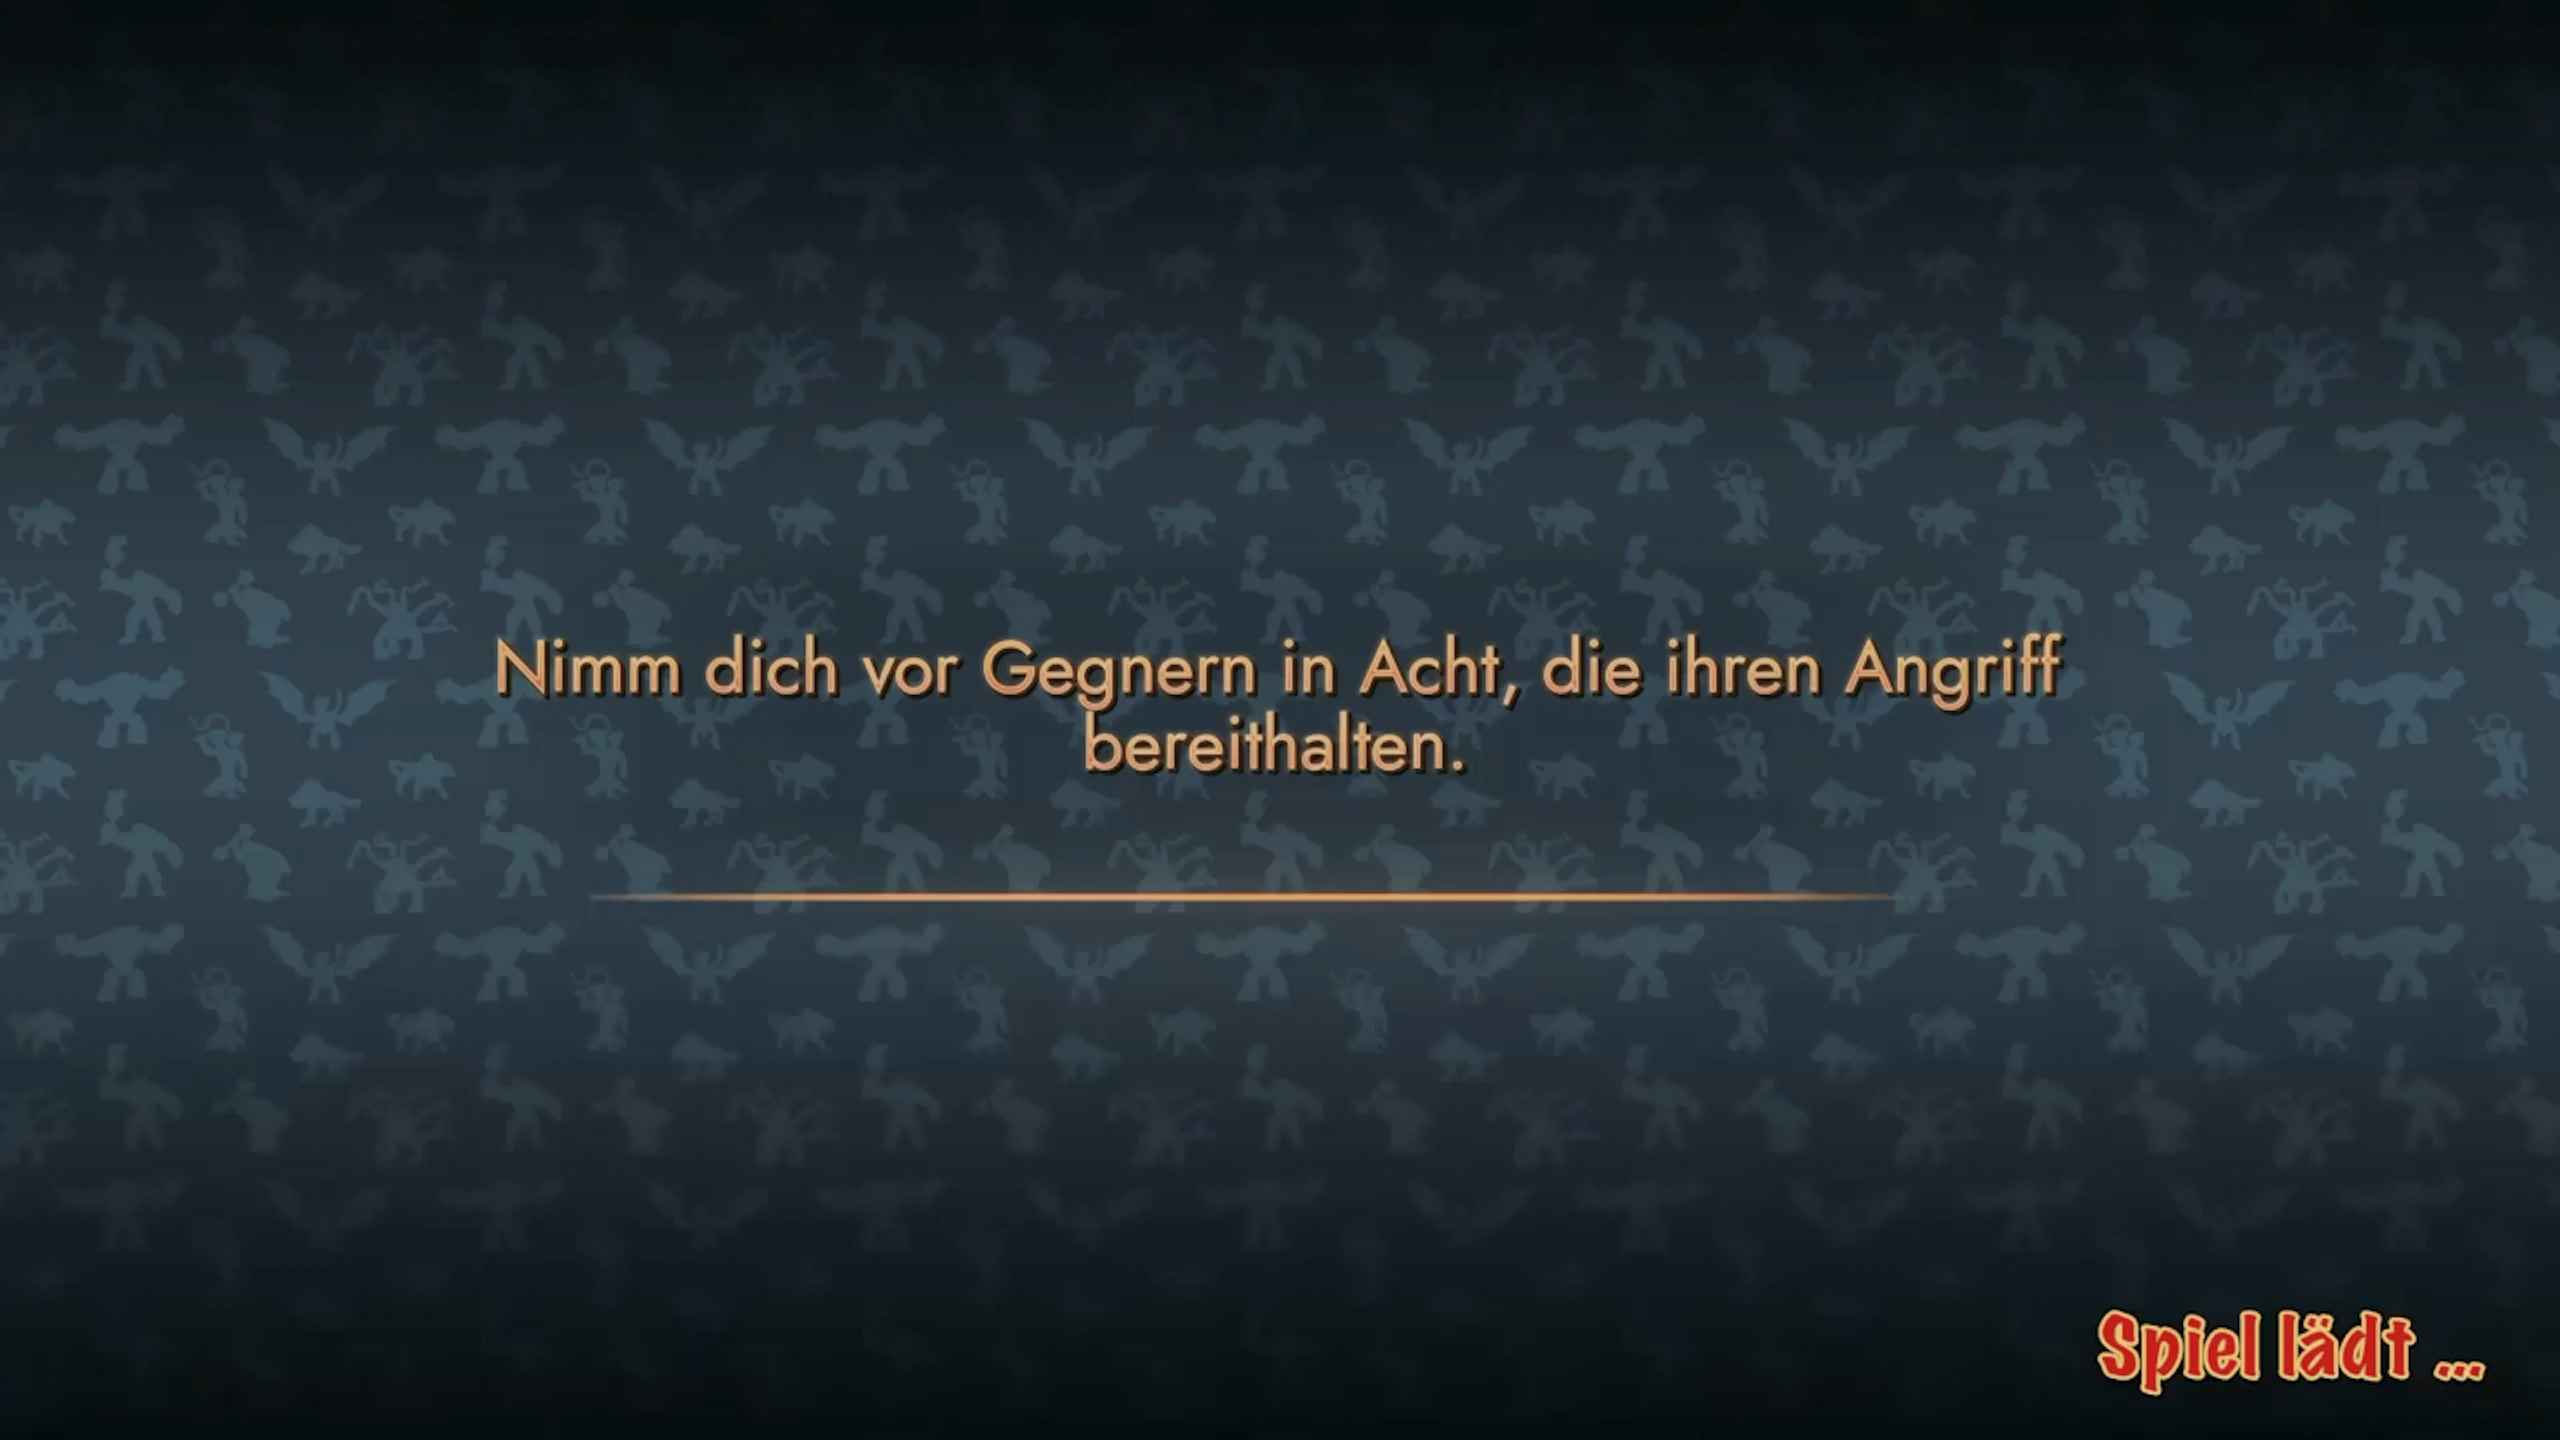 Nimm dich vor Gegnern in Acht, die ihren Angriff
bereithalten.
Spiel lädt ...